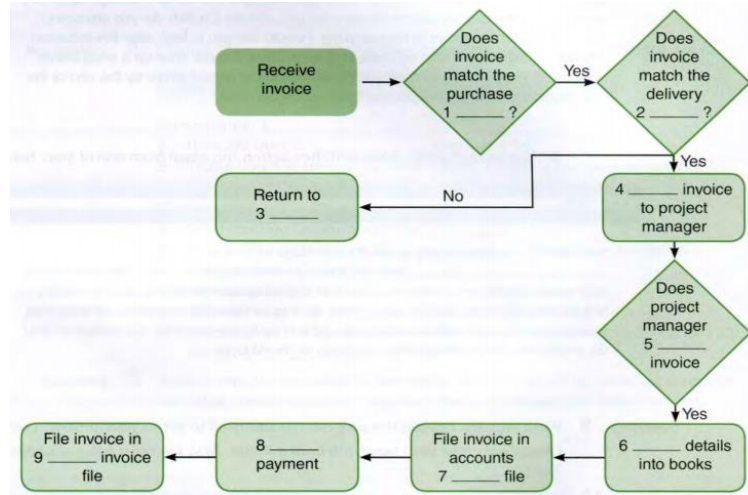 Receive
invoice
Does
invoice
match the
purchase
1 ______ ?
Yes
Does
invoice
match the
delivery
2 ______ ?
Yes
Return to
3 ______
No
4 ______ invoice
to project
manager
Does
project
manager
5 ______
invoice
Yes
6 ______ details
into books
File invoice in
accounts
7 ______ file
8
payment
File invoice in
9 ______ invoice
file